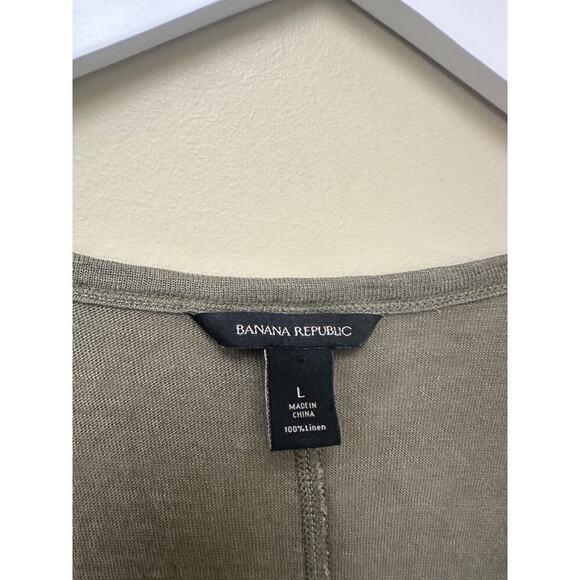 BANANA REPUBLIC
L
MADE IN
CHINA
100%Linen